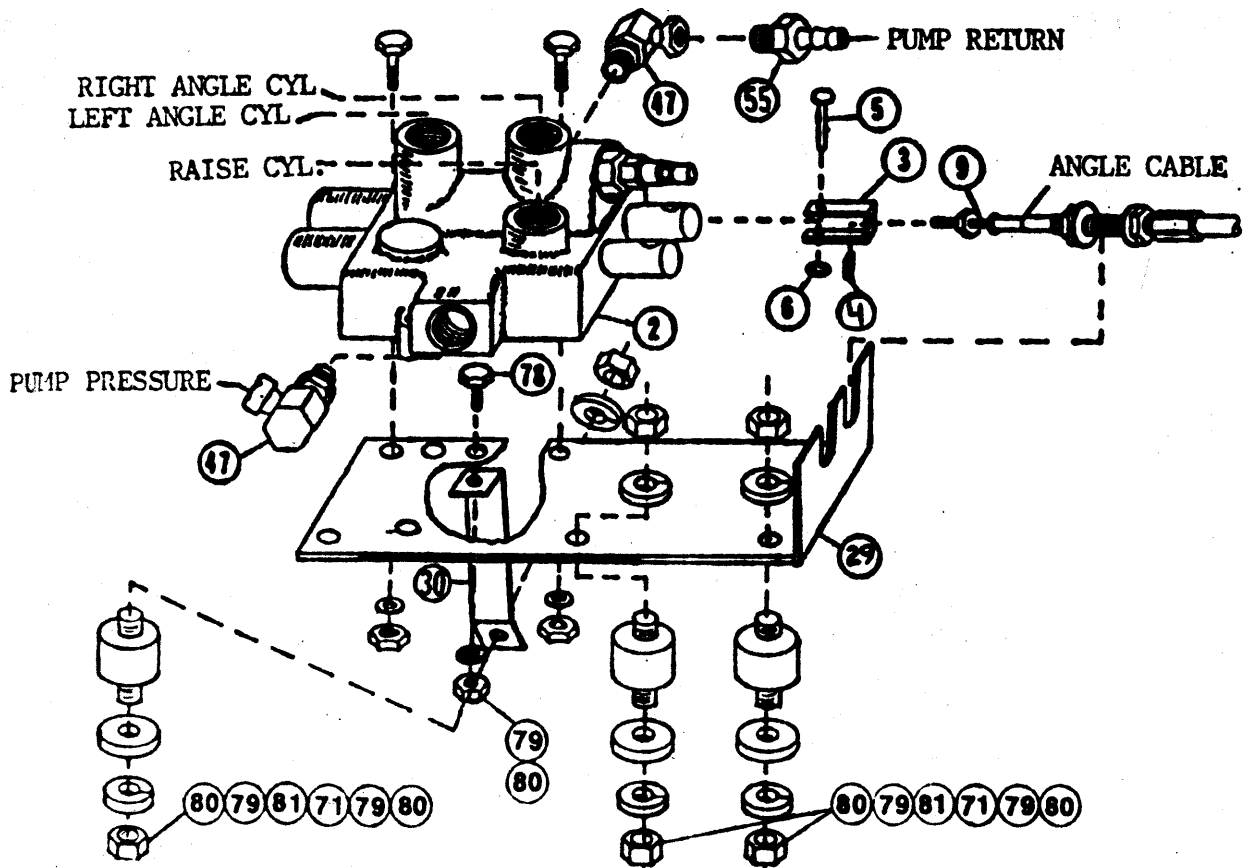 PUMP RETURN
47
55
RIGHT ANGLE CYL
LEFT ANGLE CYL
RAISE CYL.
5
3
9
ANGLE CABLE
6
4
2
PUMP PRESSURE
78
47
29
30
79
80
80 79 81 71 79 80
80 79 81 71 79 80